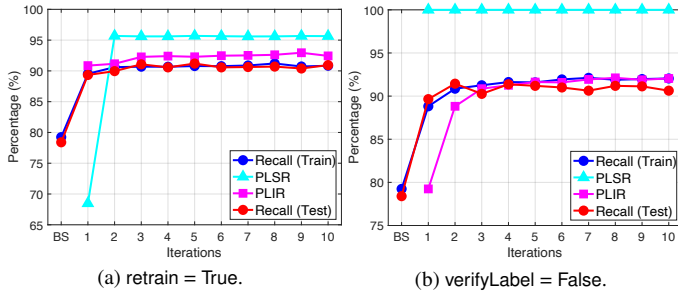 Percentage (%)
100
95
90
85
80
75
70
65
BS 1 2 3 4 5 6 7 8 9 10
Iterations
Recall (Train)
PLSR
PLIR
Recall (Test)
(a) retrain = True.
Percentage (%)
100
95
90
85
80
75
BS 1 2 3 4 5 6 7 8 9 10
Iterations
Recall (Train)
PLSR
PLIR
Recall (Test)
(b) verifyLabel = False.